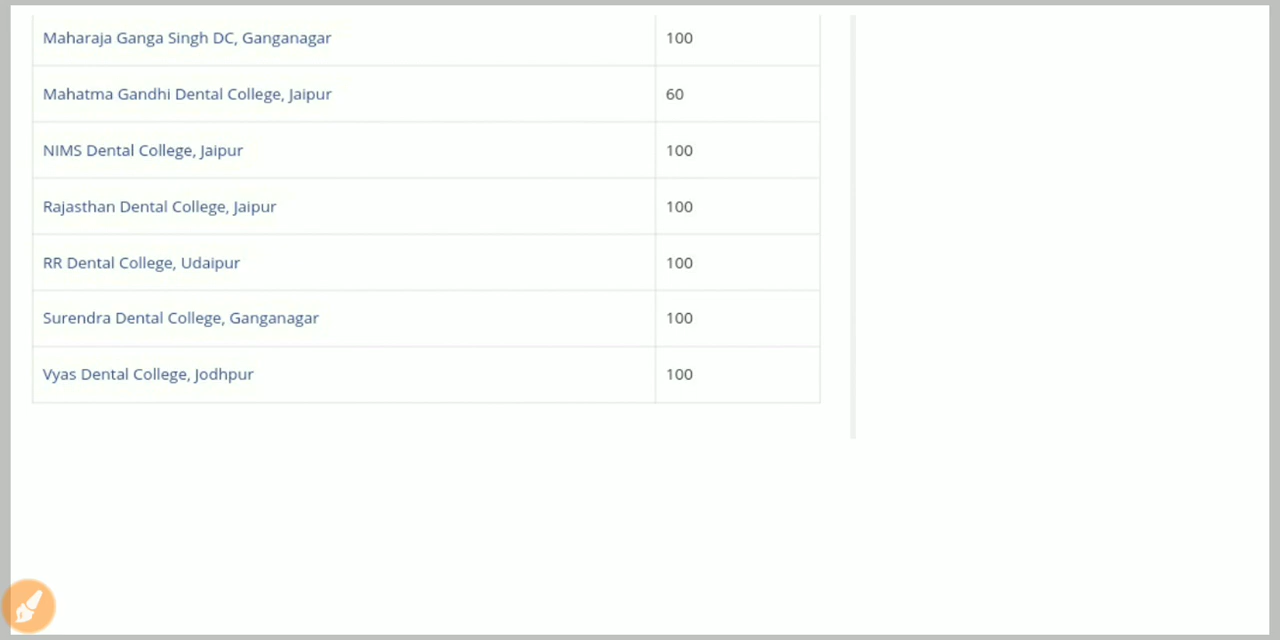 Maharaja Ganga Singh DC, Ganganagar 100
Mahatma Gandhi Dental College, Jaipur 60
NIMS Dental College, Jaipur 100
Rajasthan Dental College, Jaipur 100
RR Dental College, Udaipur 100
Surendra Dental College, Ganganagar 100
Vyas Dental College, Jodhpur 100